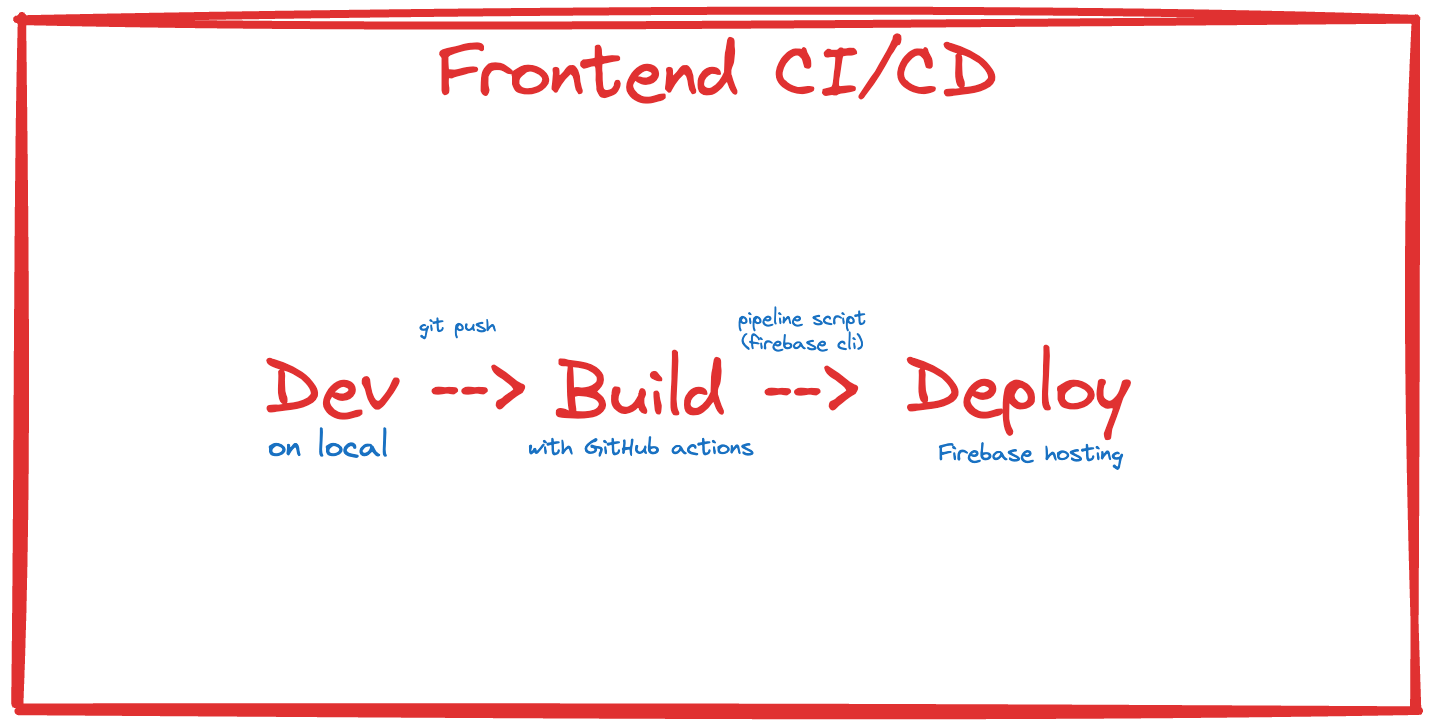 Frontend CI/CD
git push
pipeline script
(firebase cli)
Dev --> Build --> Deploy
on local
with GitHub actions
Firebase hosting